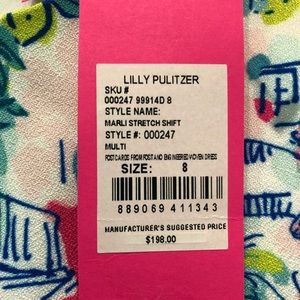 LILLY PULITZER
SKU #
000247 99914D 8
STYLE NAME:
MARLI STRETCH SHIFT
STYLE #: 000247
MULTI
POSTCARDS FROM POSITANO ENGINEERED WOVEN DRESS
SIZE: 8
889069 411343
MANUFACTURER'S SUGGESTED PRICE
$198.00